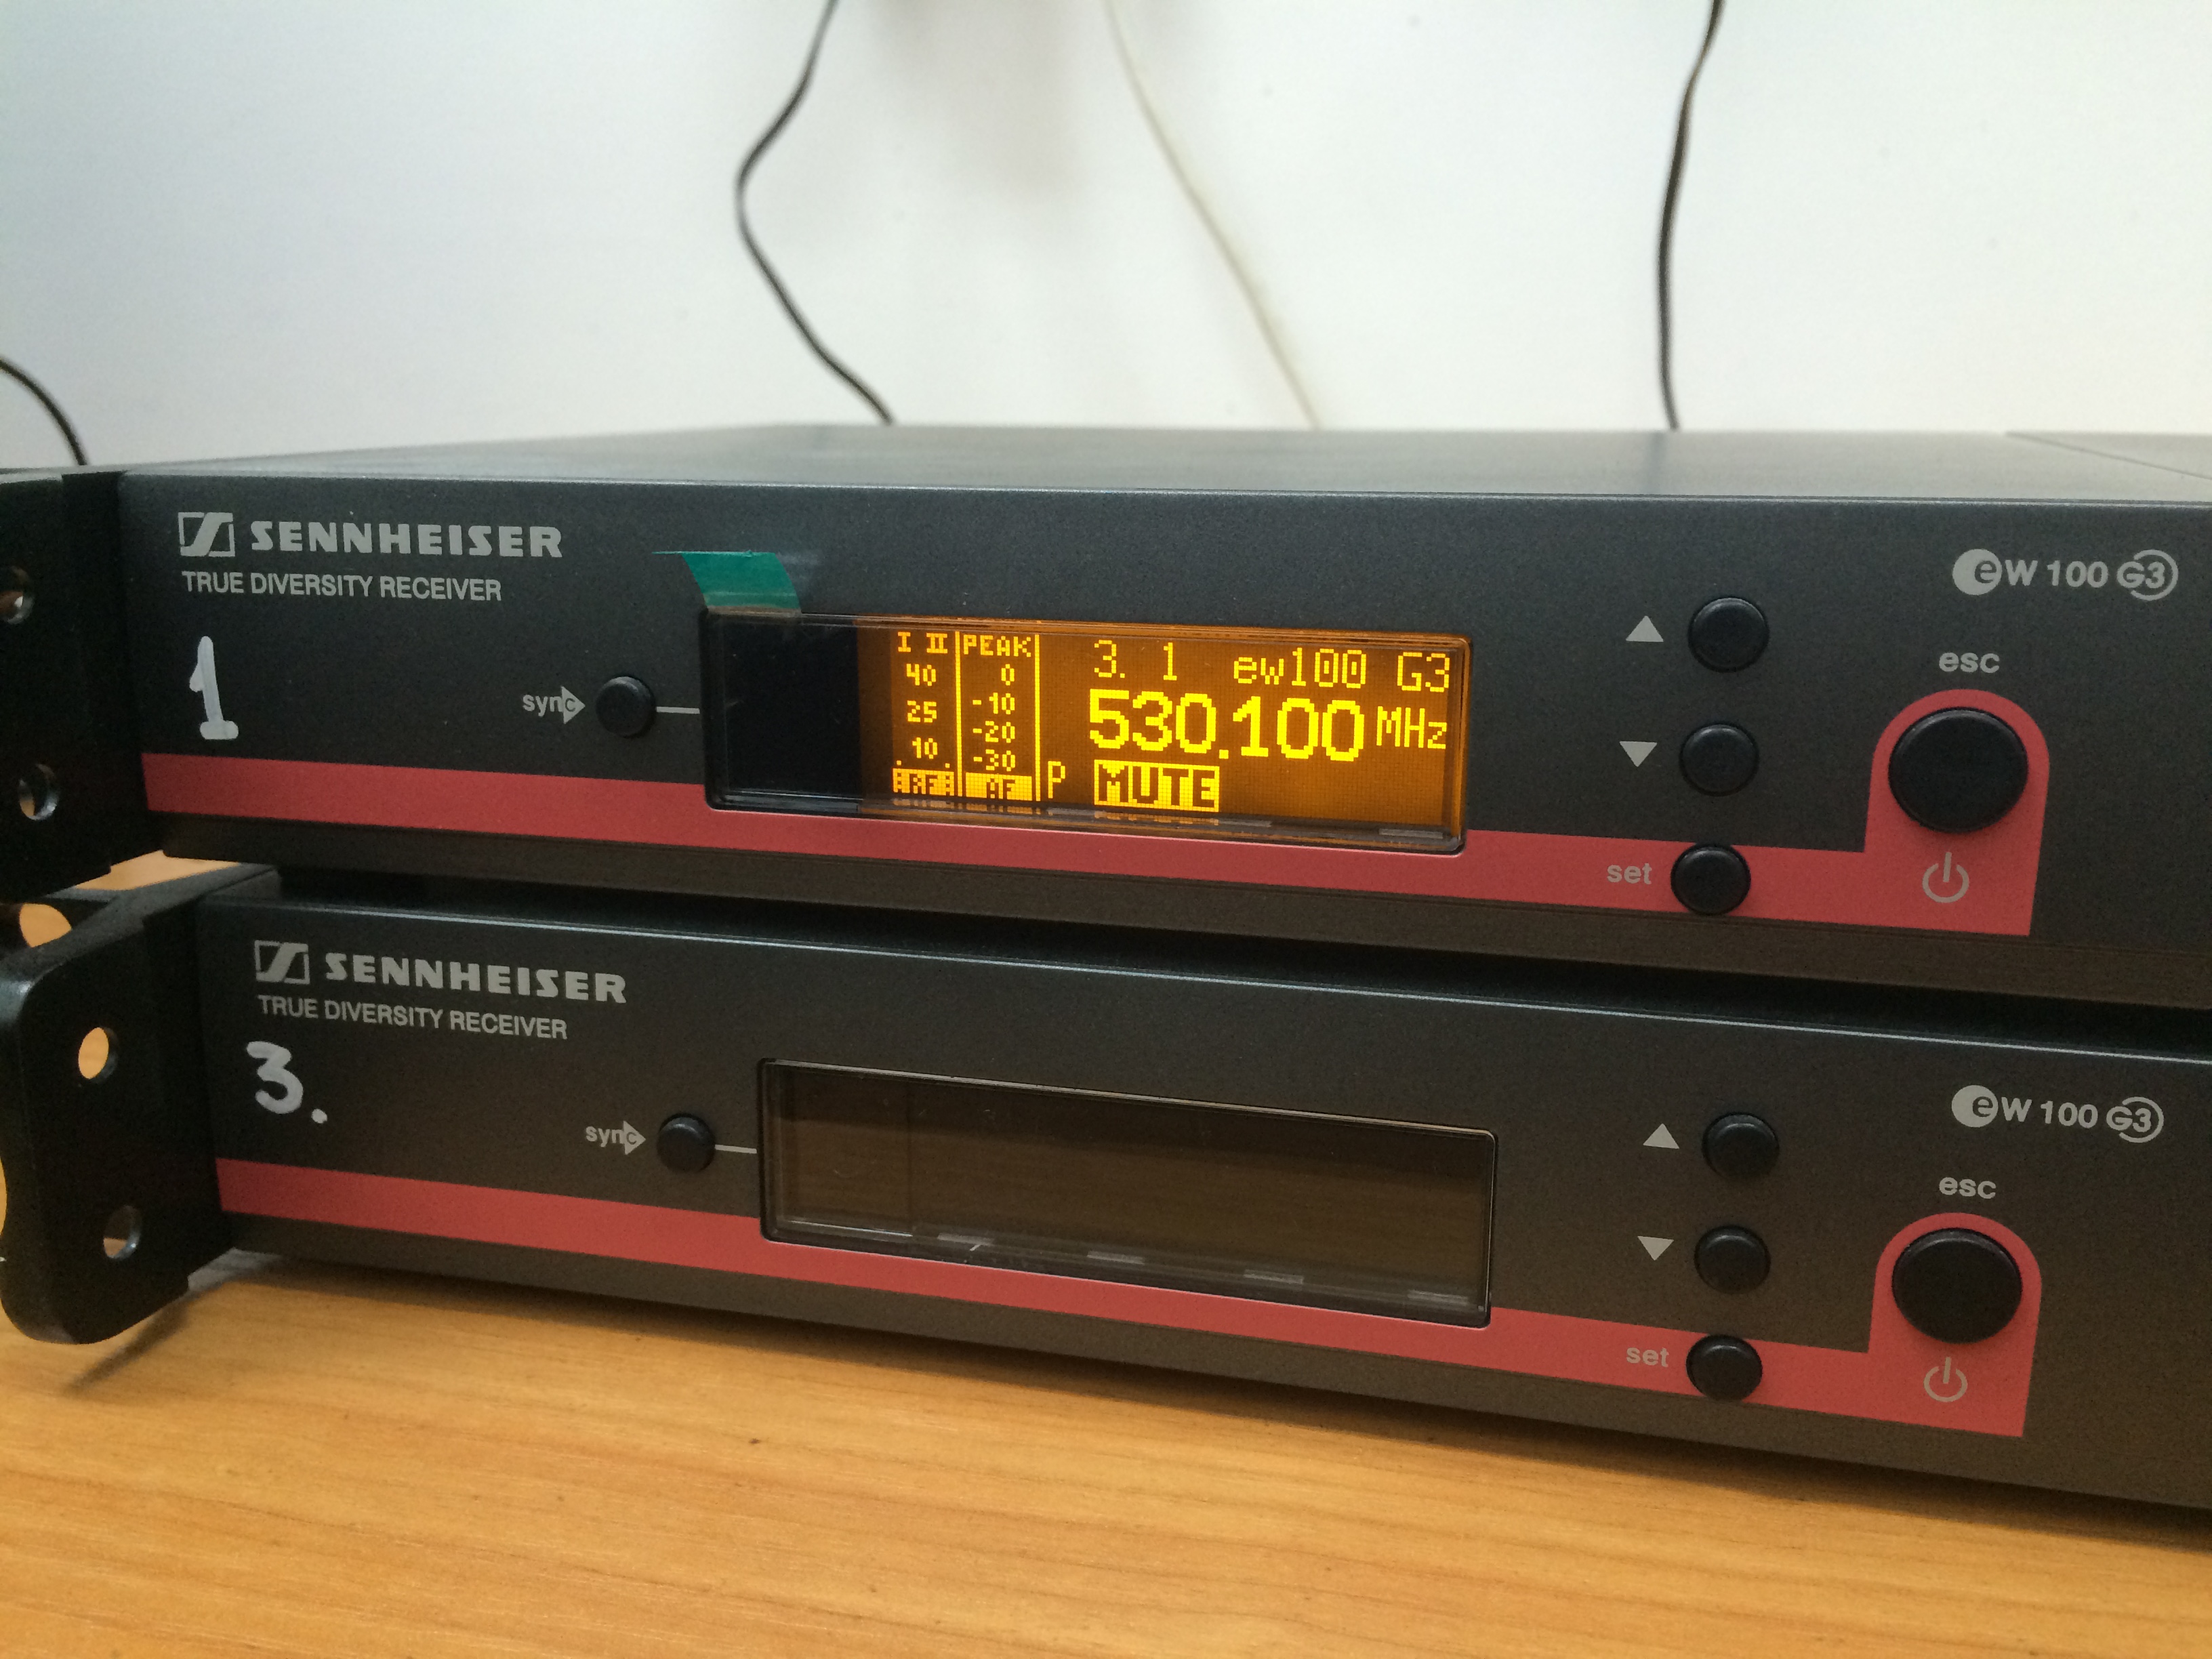 SENNHEISER
TRUE DIVERSITY RECEIVER
ew 100 G3
1
sync
I II PEAK
40 0
25 -10
10 -20
-30
RF AF P
3. 1 ew100 G3
530.100 MHz
MUTE
esc
set
SENNHEISER
TRUE DIVERSITY RECEIVER
ew 100 G3
3.
sync
esc
set